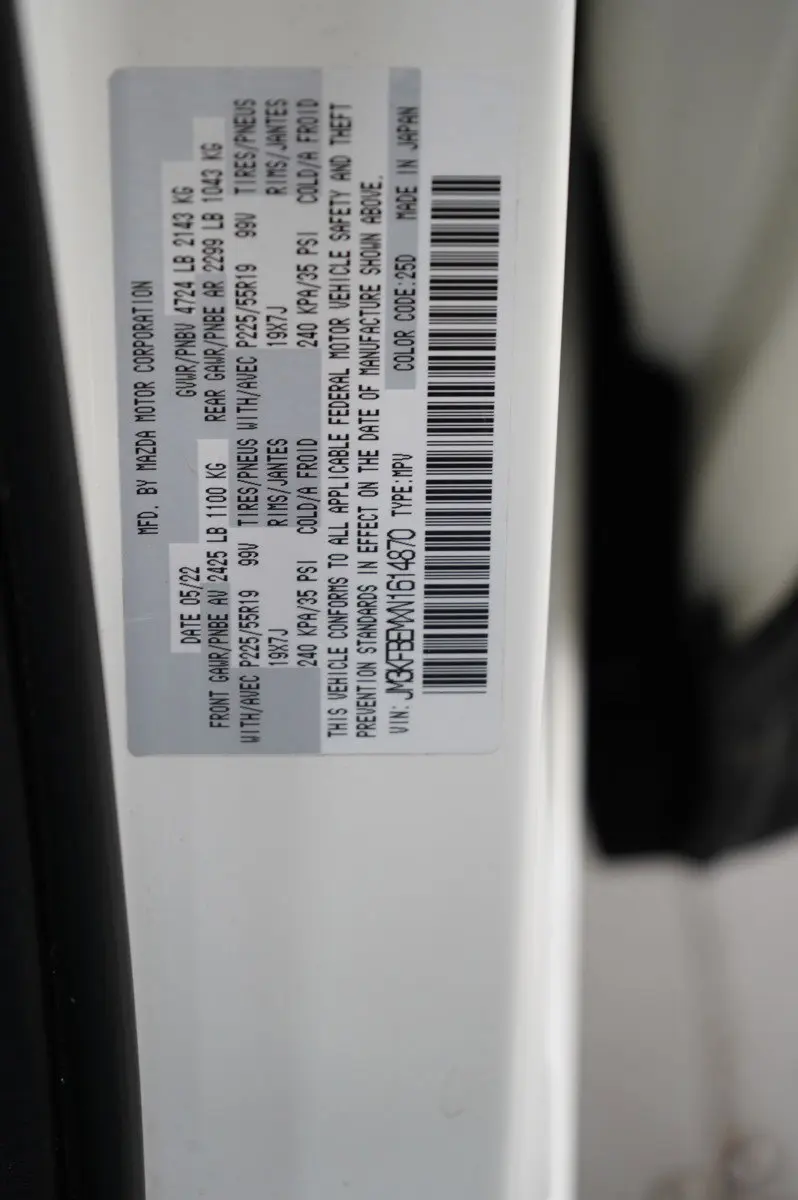 MFD. BY MAZDA MOTOR CORPORATION
DATE 05/22 GVWR/PNBV 4724 LB 2143 KG
FRONT GAWR/PNBE AV 2425 LB 1100 KG REAR GAWR/PNBE AR 2299 LB 1043 KG
WITH/AVEC P225/55R19 99V TIRES/PNEUS WITH/AVEC P225/55R19 99V TIRES/PNEUS
19X7J RIMS/JANTES 19X7J RIMS/JANTES
240 KPA/35 PSI COLD/A FROID 240 KPA/35 PSI COLD/A FROID
THIS VEHICLE CONFORMS TO ALL APPLICABLE FEDERAL MOTOR VEHICLE SAFETY AND THEFT
PREVENTION STANDARDS IN EFFECT ON THE DATE OF MANUFACTURE SHOWN ABOVE.
VIN: JM3KFBEMXN1614870 TYPE:MPV COLOR CODE:25D MADE IN JAPAN